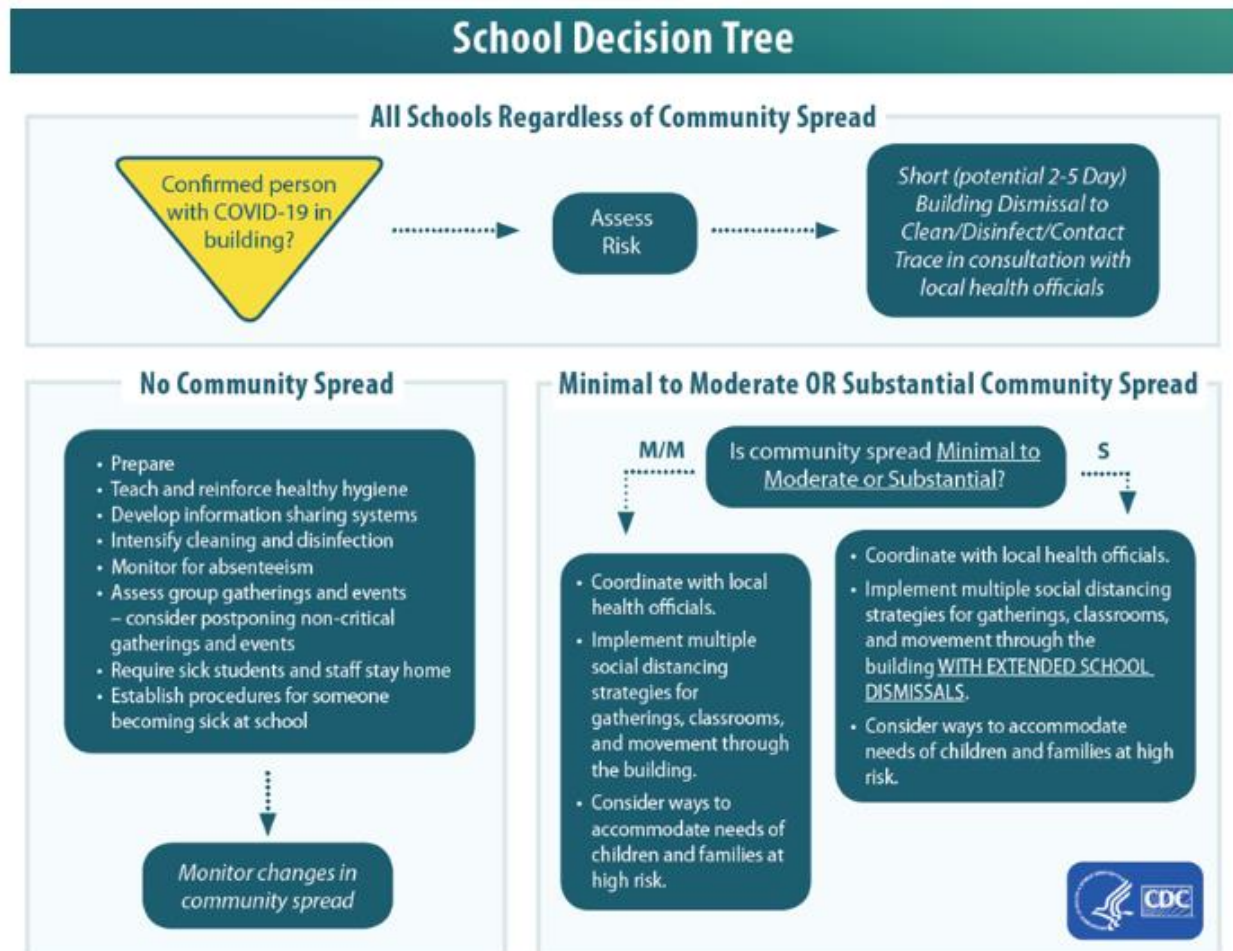 School Decision Tree
All Schools Regardless of Community Spread
Confirmed person
with COVID-19 in
building?
Assess
Risk
Short (potential 2-5 Day)
Building Dismissal to
Clean/Disinfect/Contact
Trace in consultation with
local health officials
No Community Spread
• Prepare
• Teach and reinforce healthy hygiene
• Develop information sharing systems
• Intensify cleaning and disinfection
• Monitor for absenteeism
• Assess group gatherings and events
– consider postponing non-critical
gatherings and events
• Require sick students and staff stay home
• Establish procedures for someone
becoming sick at school
Monitor changes in
community spread
Minimal to Moderate OR Substantial Community Spread
Is community spread Minimal to
Moderate or Substantial?
M/M
• Coordinate with local
health officials.
• Implement multiple
social distancing
strategies for
gatherings, classrooms,
and movement through
the building.
• Consider ways to
accommodate needs of
children and families at
high risk.
S
• Coordinate with local health officials.
• Implement multiple social distancing
strategies for gatherings, classrooms,
and movement through the
building WITH EXTENDED SCHOOL
DISMISSALS.
• Consider ways to accommodate
needs of children and families at high
risk.
CDC